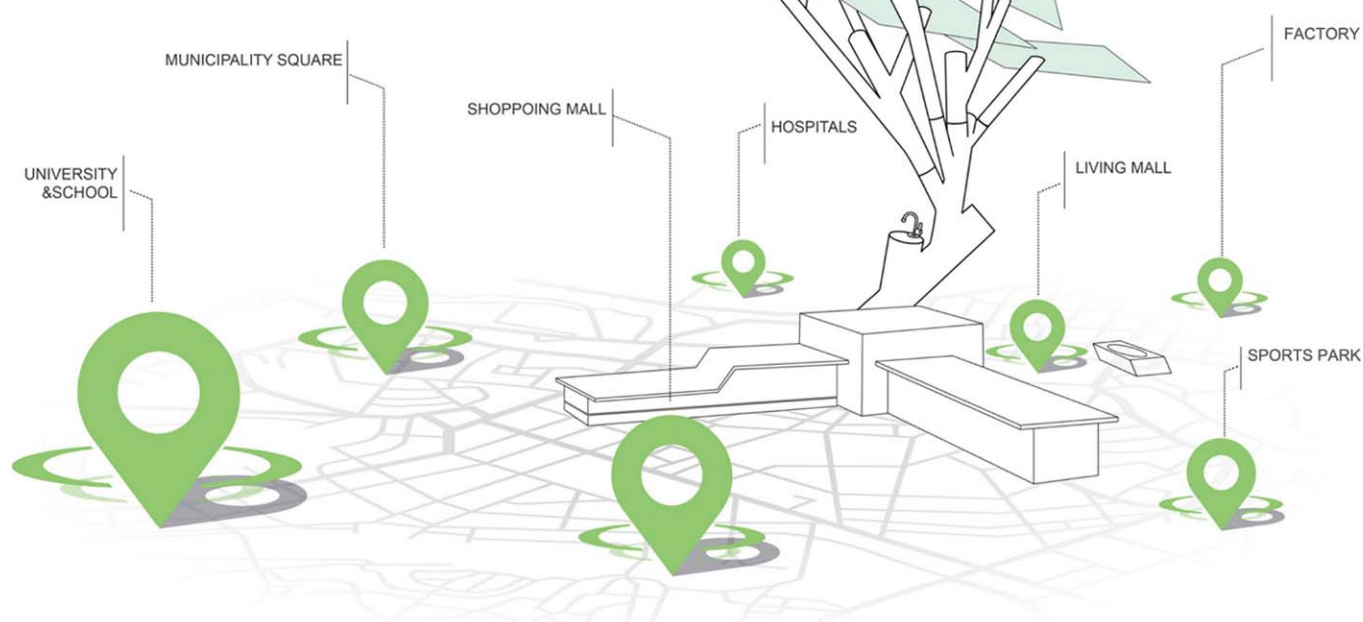 FACTORY
MUNICIPALITY SQUARE
SHOPPOING MALL
HOSPITALS
UNIVERSITY
&SCHOOL
LIVING MALL
SPORTS PARK